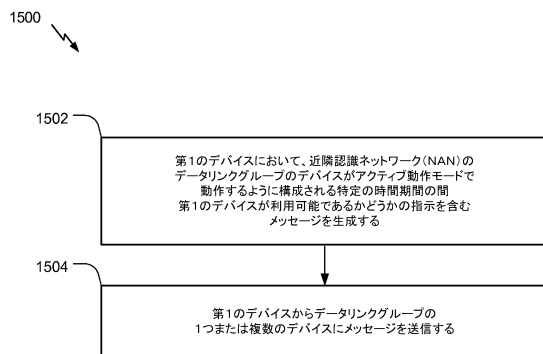 1500
1502
第1のデバイスにおいて、近隣認識ネットワーク(NAN)の
データリンクグループのデバイスがアクティブ動作モードで
動作するように構成される特定の時間期間の間
第1のデバイスが利用可能であるかどうかの指示を含む
メッセージを生成する
1504
第1のデバイスからデータリンクグループの
1つまたは複数のデバイスにメッセージを送信する